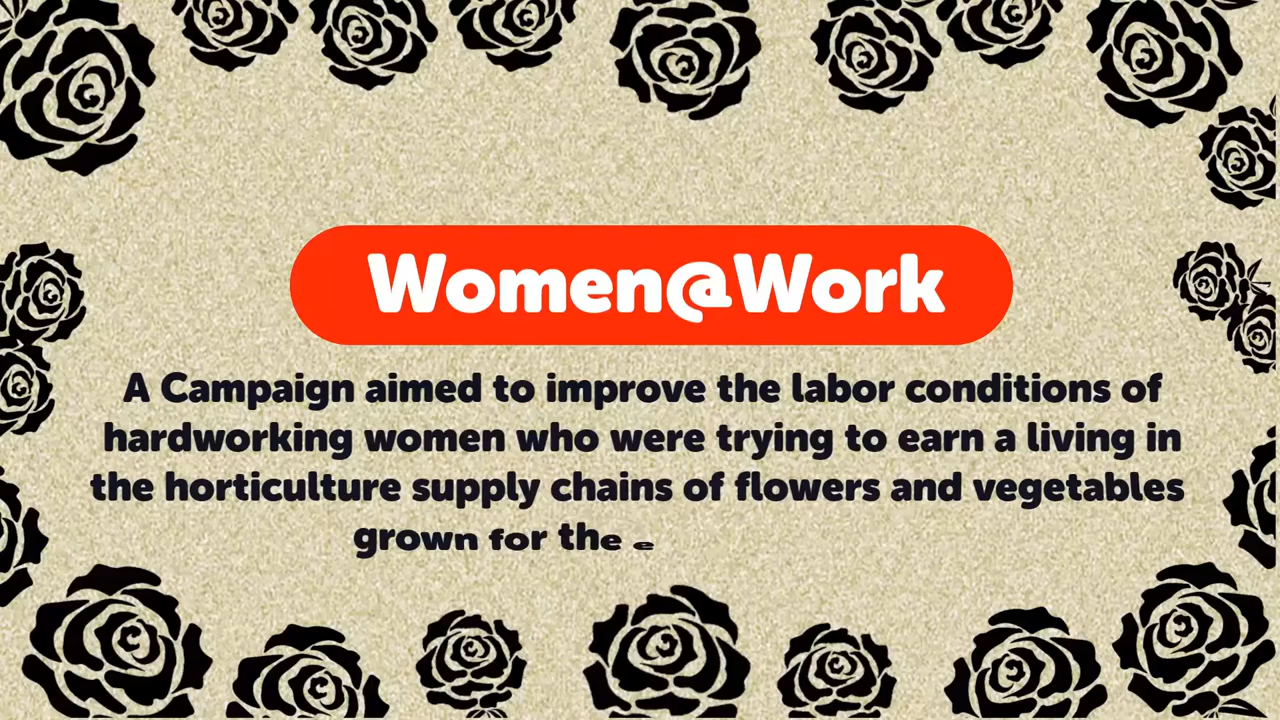 Women@Work
A Campaign aimed to improve the labor conditions of
hardworking women who were trying to earn a living in
the horticulture supply chains of flowers and vegetables
grown for the e